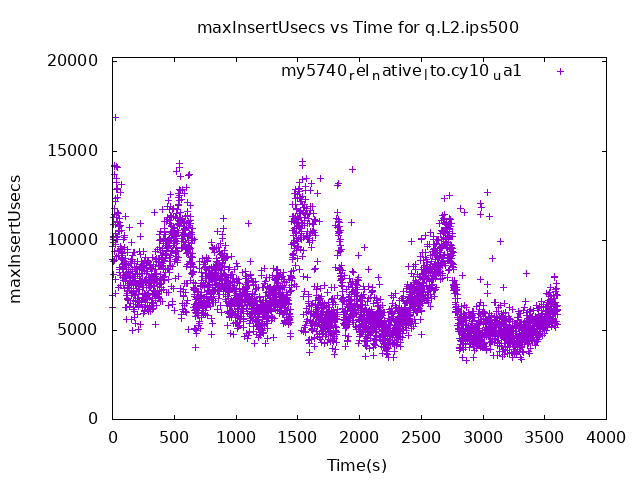 maxInsertUsecs vs Time for q.L2.ips500
my5740relnativelto.cy10ua1
maxInsertUsecs
20000
15000
10000
5000
0
0 500 1000 1500 2000 2500 3000 3500 4000
Time(s)